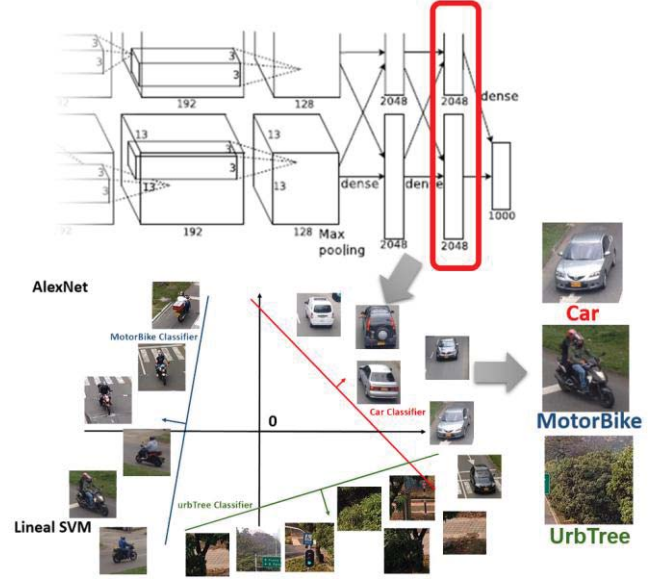 3
3
3
3
192
192
128
2048
2048
dense
13
13
3
3
3
13
13
3
dense
dense
1000
192
192
128
Max
pooling
2048
2048
AlexNet
Car
MotorBike Classifier
Car Classifier
0
MotorBike
urbTree Classifier
Lineal SVM
UrbTree